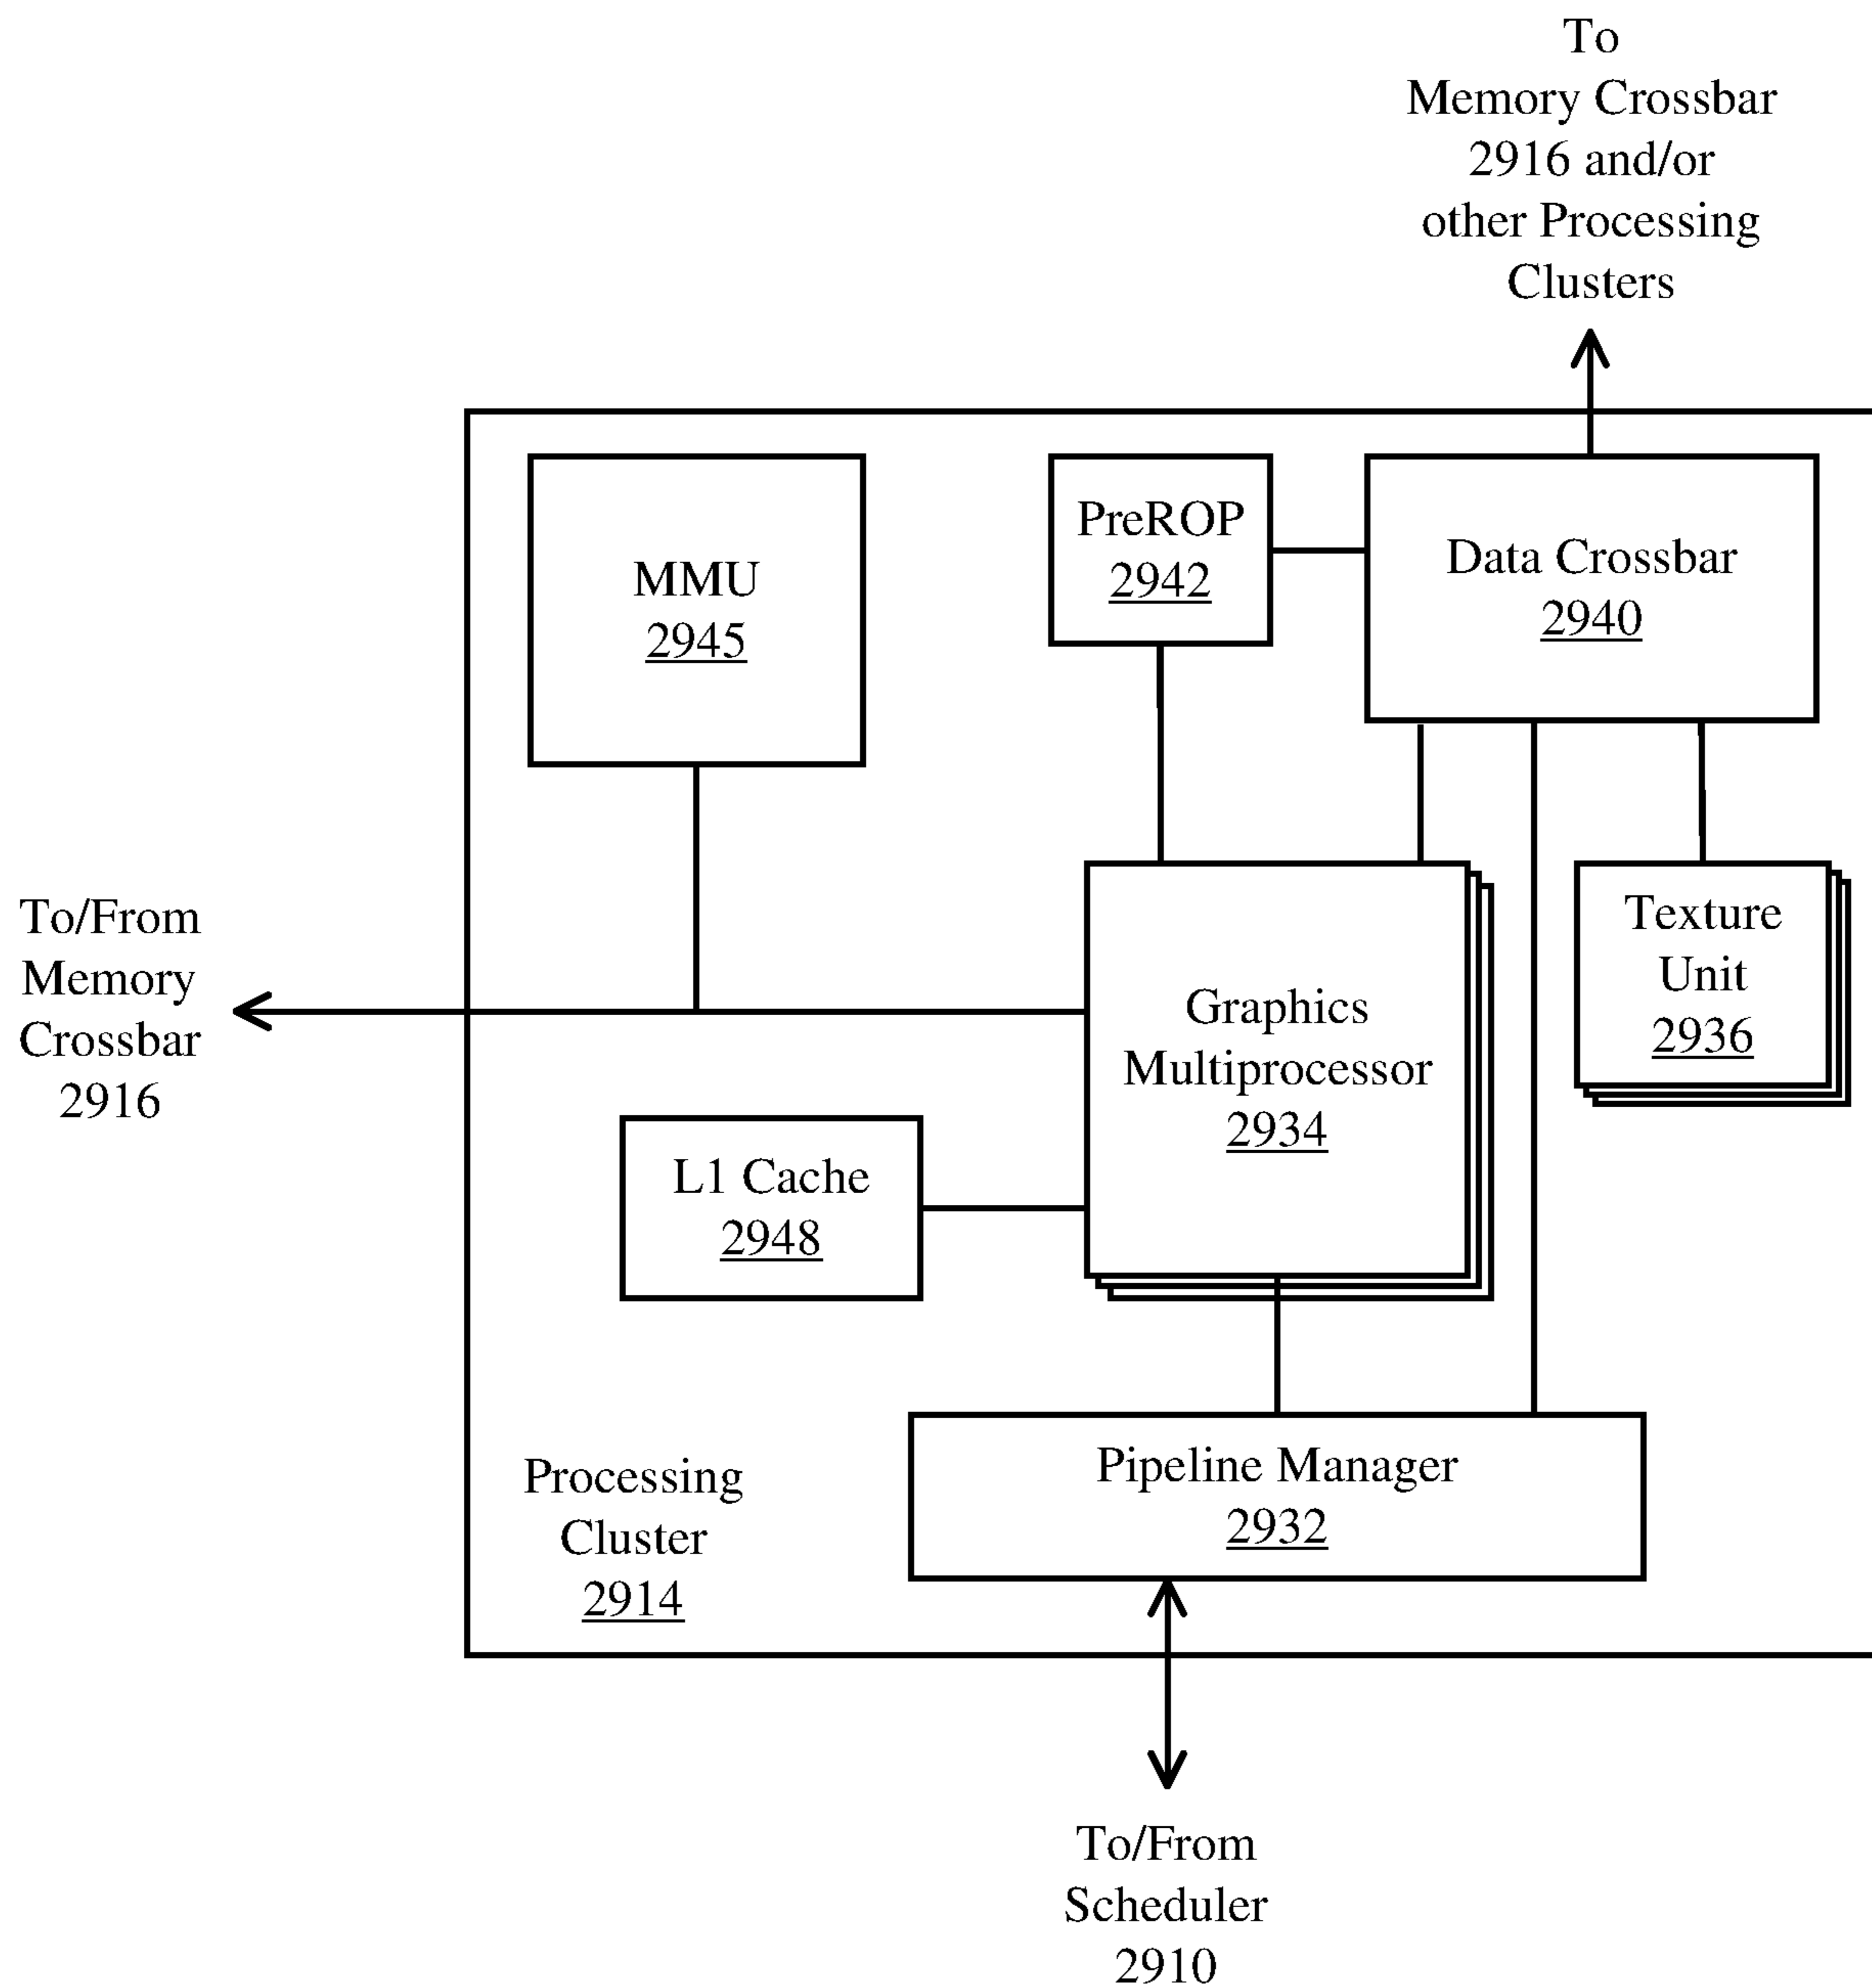 To
Memory Crossbar
2916 and/or
other Processing
Clusters
MMU
2945
PreROP
2942
Data Crossbar
2940
To/From
Memory
Crossbar
2916
Graphics
Multiprocessor
2934
Texture
Unit
2936
L1 Cache
2948
Processing
Cluster
2914
Pipeline Manager
2932
To/From
Scheduler
2910